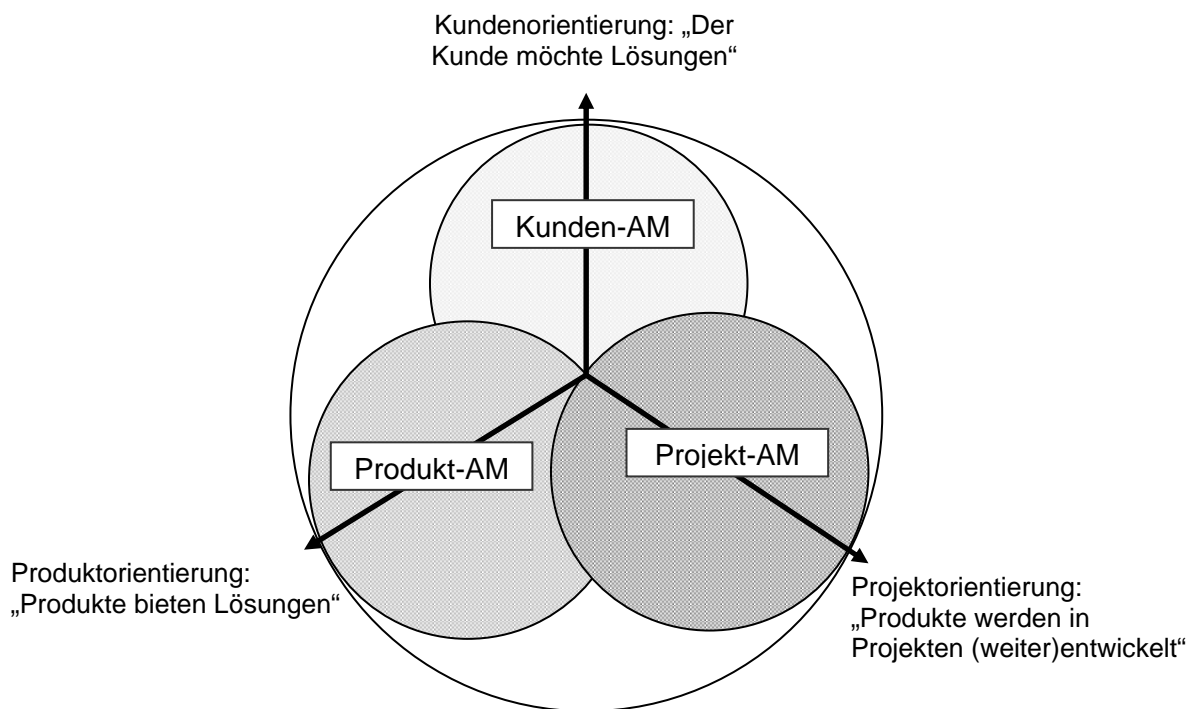 Kundenorientierung: „Der
Kunde möchte Lösungen“
Kunden-AM
Produkt-AM
Projekt-AM
Produktorientierung:
„Produkte bieten Lösungen“
Projektorientierung:
„Produkte werden in
Projekten (weiter)entwickelt“